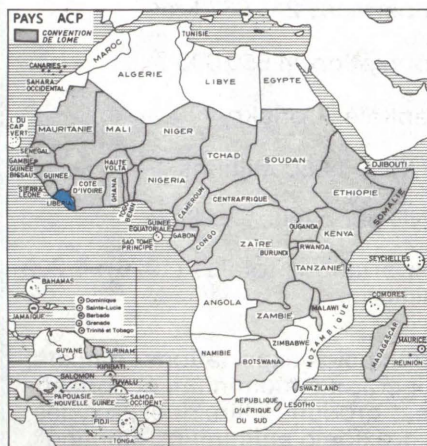 PAYS ACP
CONVENTION
DE LOME
TUNISIE
MAROC
CANARIES
SAHARA
OCCIDENTAL
ALGERIE
LIBYE
EGYPTE
I. DU
CAP
VERT
MAURITANIE
MALI
NIGER
TCHAD
SOUDAN
DJIBOUTI
SENEGAL
GAMBIE
GUINEE
BISSAU
GUINEE
HAUTE
VOLTA
SIERRA
LEONE
LIBERIA
COTE
D'IVOIRE
GHANA
TOGO
BENIN
NIGERIA
CAMEROUN
CENTRAFRIQUE
ETHIOPIE
SOMALIE
GUINEE
EQUATORIALE
SAO TOME
PRINCIPE
GABON
CONGO
ZAÏRE
OUGANDA
RWANDA
BURUNDI
KENYA
TANZANIE
SEYCHELLES
COMORES
BAHAMAS
JAMAIQUE
Dominique
Sainte-Lucie
Barbade
Grenade
Trinité et Tobago
GUYANE
SURINAM
ANGOLA
ZAMBIE
MALAWI
MOZAMBIQUE
ZIMBABWE
NAMIBIE
BOTSWANA
MADAGASCAR
MAURICE
REUNION
SWAZILAND
LESOTHO
REPUBLIQUE
D'AFRIQUE
DU SUD
KIRIBATI
SALOMON
TUVALU
PAPOUASIE
NOUVELLE GUINEE
SAMOA
OCCIDENT.
FIDJI
TONGA